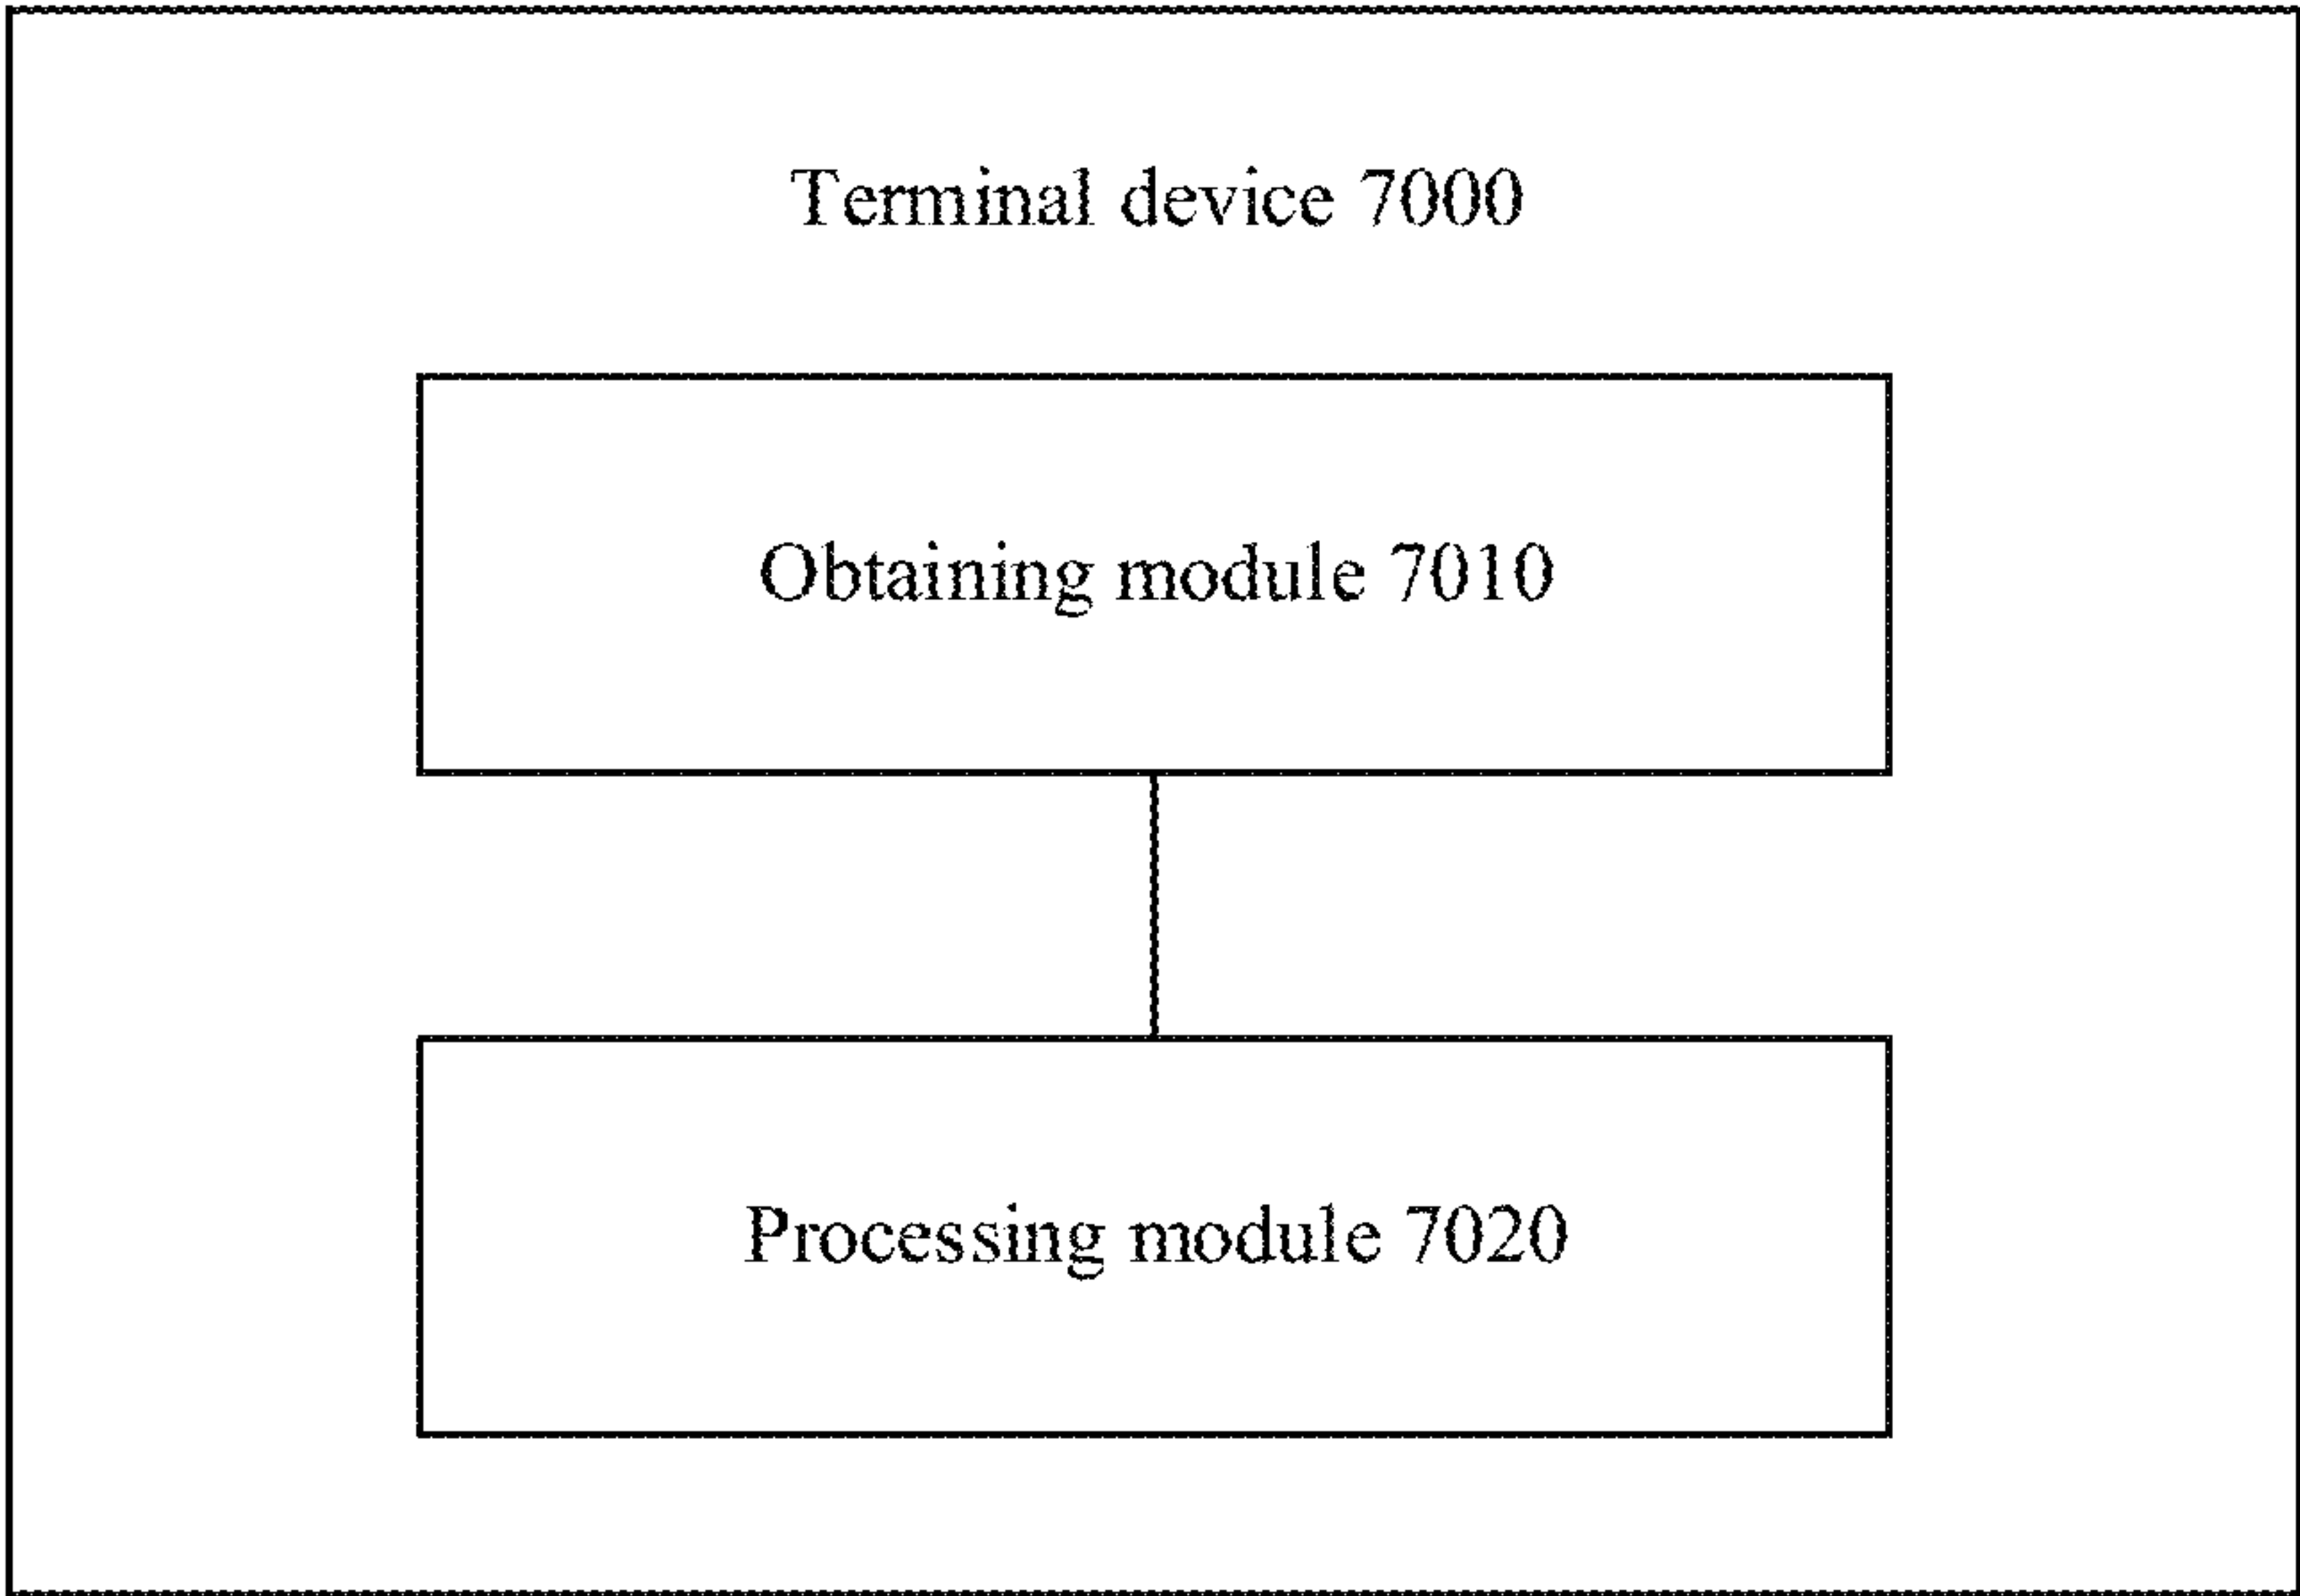 Terminal device 7000
Obtaining module 7010
Processing module 7020